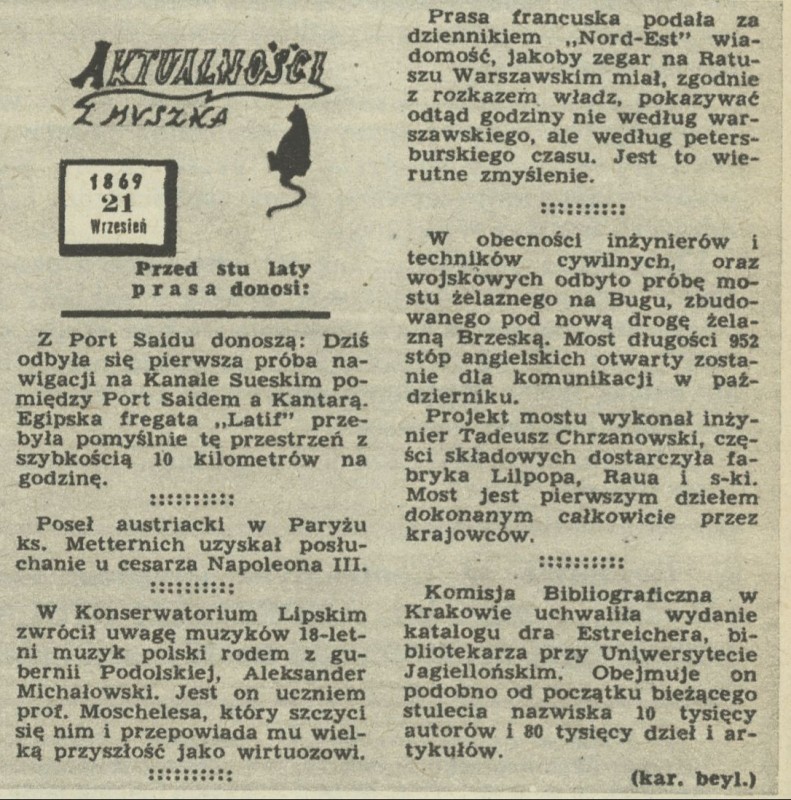 AKTUALNOŚCI
Z MYSZKĄ
1869
21
Wrzesień
Przed stu laty
prasa donosi:
Z Port Saidu donoszą: Dziś
odbyła się pierwsza próba na-
wigacji na Kanale Sueskim po-
między Port Saidem a Kantarą.
Egipska fregata „Latif” prze-
była pomyślnie tę przestrzeń z
szybkością 10 kilometrów na
godzinę.
Poseł austriacki w Paryżu
ks. Metternich uzyskał posłu-
chanie u cesarza Napoleona III.
W Konserwatorium Lipskim
zwrócił uwagę muzyków 18-let-
ni muzyk polski rodem z gu-
bernii Podolskiej, Aleksander
Michałowski. Jest on uczniem
prof. Moschelesa, który szczyci
się nim i przepowiada mu wiel-
ką przyszłość jako wirtuozowi.
Prasa francuska podała za
dziennikiem „Nord-Est” wia-
domość, jakoby zegar na Ratu-
szu Warszawskim miał, zgodnie
z rozkazem władz, pokazywać
odtąd godziny nie według war-
szawskiego, ale według peters-
burskiego czasu. Jest to wie-
rutne zmyślenie.
W obecności inżynierów i
techników cywilnych, oraz
wojskowych odbyto próbę mo-
stu żelaznego na Bugu, zbudo-
wanego pod nową drogę żela-
zną Brzeską. Most długości 952
stóp angielskich otwarty zosta-
nie dla komunikacji w paź-
dzierniku.
Projekt mostu wykonał inży-
nier Tadeusz Chrzanowski, czę-
ści składowych dostarczyła fa-
bryka Lilpopa, Raua i s-ki.
Most jest pierwszym dziełem
dokonanym całkowicie przez
krajowców.
Komisja Bibliograficzna w
Krakowie uchwaliła wydanie
katalogu dra Estreichera, bi-
bliotekarza przy Uniwersytecie
Jagiellońskim. Obejmuje on
podobno od początku bieżącego
stulecia nazwiska 10 tysięcy
autorów i 80 tysięcy dzieł i ar-
tykułów.
(kar. beyl.)